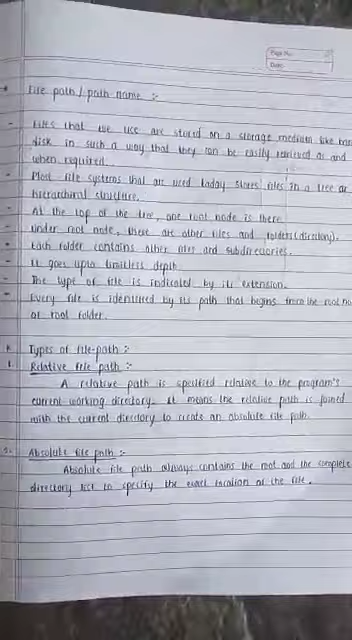 Page No.
Date
* File path / path name :-
- Files that we use are stored on a storage medium like har
disk in such a way that they can be easily retrieved as and
when required.
- Most file systems that are used today stores files in a tree or
hierarchical structure.
- At the top of the tree, one root node is there
- Under root node, there are other files and folders (directory).
- Each folder contains other files and subdirectories.
- It goes upto limitless depth
- The type of file is indicated by its extension.
- Every file is identified by its path that begins from the root no
or root folder.
* Types of file-path :-
1. Relative file path :-
A relative path is specified relative to the program's
current working directory. It means the relative path is joined
with the current directory to create an absolute file path.
2. Absolute file path :-
Absolute file path always contains the root and the complete
directory list to specify the exact location of the file.